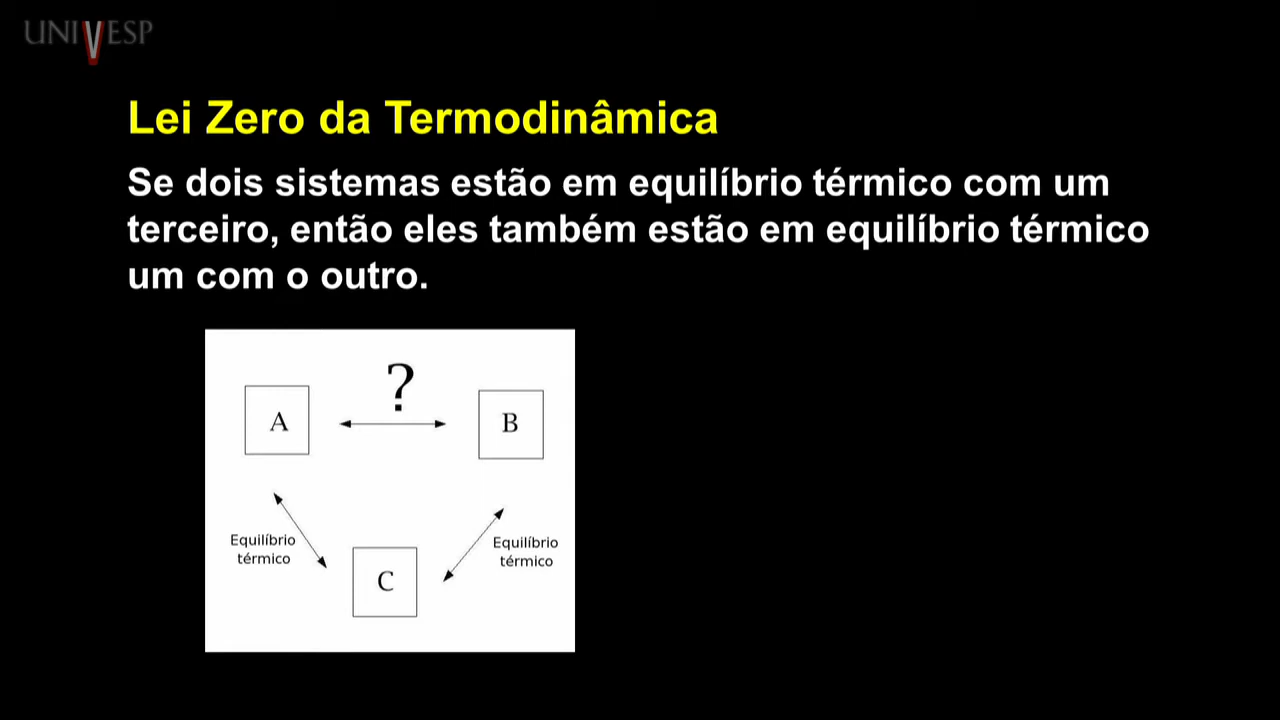 UNIVESP
Lei Zero da Termodinâmica
Se dois sistemas estão em equilíbrio térmico com um
terceiro, então eles também estão em equilíbrio térmico
um com o outro.
?
A
B
Equilíbrio
térmico
Equilíbrio
térmico
C